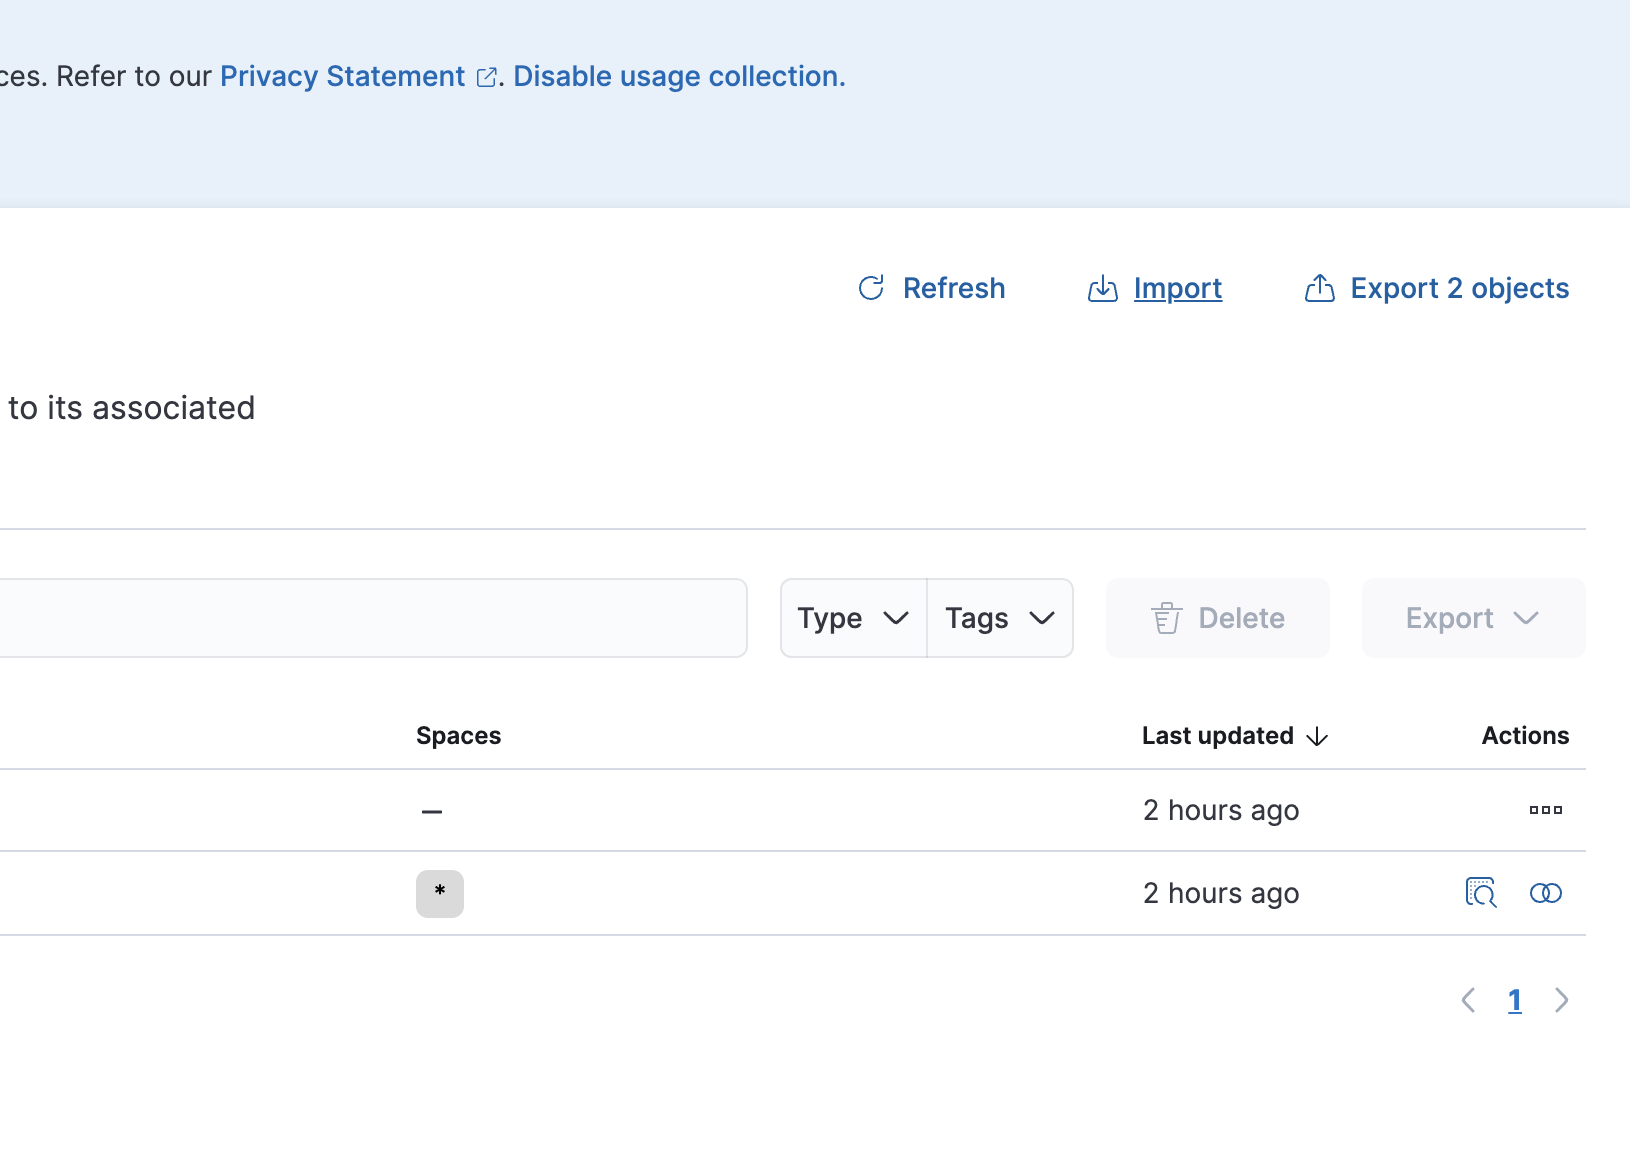 ces. Refer to our Privacy Statement. Disable usage collection.
Refresh Import Export 2 objects
to its associated
Type Tags Delete Export
Spaces Last updated Actions
– 2 hours ago
* 2 hours ago
1